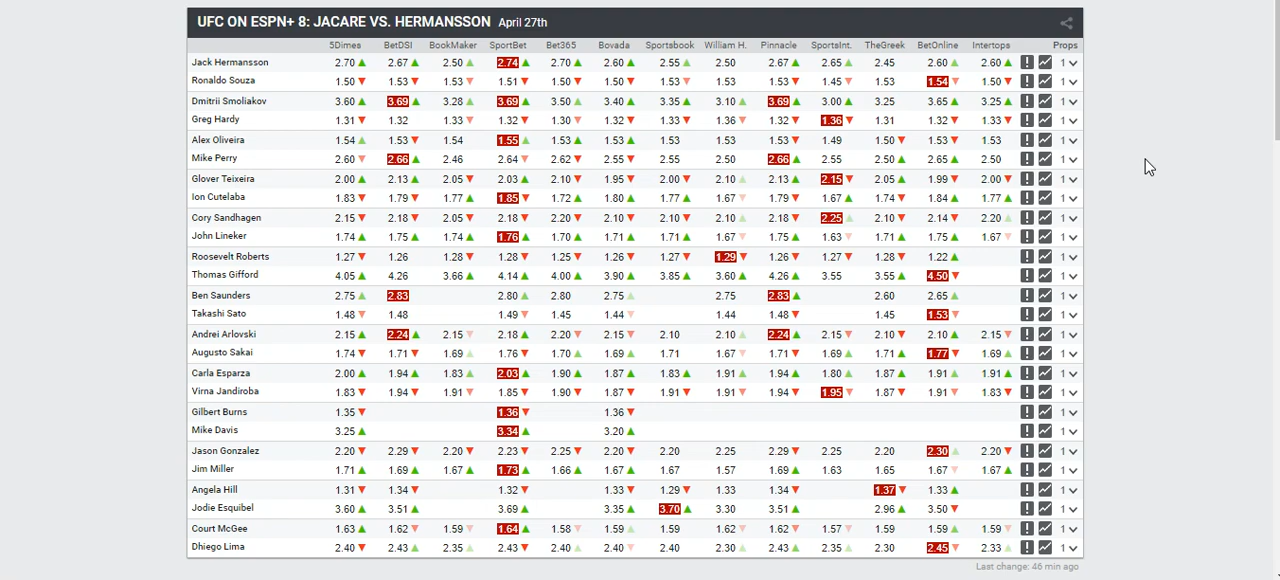 UFC ON ESPN+ 8: JACARE VS. HERMANSSON April 27th
5Dimes BetDSI BookMaker SportBet Bet365 Bovada Sportsbook William H. Pinnacle SportsInt. TheGreek BetOnline Intertops Props
Jack Hermansson 2.70▲ 2.67▲ 2.50▲ 2.74▲ 2.70▲ 2.60▲ 2.55▲ 2.50 2.67▲ 2.65▲ 2.45 2.60▲ 2.60▲ 1
Ronaldo Souza 1.50▼ 1.53▼ 1.53▼ 1.51▼ 1.50▼ 1.50▼ 1.53▼ 1.53 1.53▼ 1.45▼ 1.53 1.54▼ 1.50▼ 1
Dmitrii Smoliakov 3.60▲ 3.69▲ 3.28▲ 3.69▲ 3.50▲ 3.40▲ 3.35▲ 3.10▲ 3.69▲ 3.00▲ 3.25 3.65▲ 3.25▲ 1
Greg Hardy 1.31▼ 1.32 1.33▼ 1.32▼ 1.30▼ 1.32▼ 1.33▼ 1.36▼ 1.32▼ 1.36▼ 1.31 1.32▼ 1.33▼ 1
Alex Oliveira 1.54▲ 1.53▼ 1.54 1.55▲ 1.53▲ 1.53▲ 1.53 1.53 1.53▼ 1.49 1.50▼ 1.53▼ 1.53 1
Mike Perry 2.60▼ 2.66▲ 2.46 2.64▼ 2.62▼ 2.55▼ 2.55 2.50 2.66▲ 2.55 2.50▲ 2.65▲ 2.50 1
Glover Teixeira 2.00▲ 2.13▲ 2.05▼ 2.03▲ 2.10▼ 1.95▼ 2.00▼ 2.10▲ 2.13▲ 2.15▼ 2.05▲ 1.99▼ 2.00▼ 1
Ion Cutelaba 1.83▼ 1.79▼ 1.77▲ 1.85▼ 1.72▲ 1.80▲ 1.77▲ 1.67▼ 1.79▼ 1.67▲ 1.74▼ 1.84▲ 1.77▲ 1
Cory Sandhagen 2.15▼ 2.18▼ 2.05▼ 2.18▼ 2.20▼ 2.10▼ 2.10▼ 2.10▲ 2.18▼ 2.25▲ 2.10▼ 2.14▼ 2.20▲ 1
John Lineker 1.74▲ 1.75▲ 1.74▲ 1.76▲ 1.70▲ 1.71▲ 1.71▲ 1.67▼ 1.75▲ 1.63▼ 1.71▲ 1.75▲ 1.67▼ 1
Roosevelt Roberts 1.27▼ 1.26 1.28▼ 1.28▼ 1.25▼ 1.26▼ 1.27▼ 1.29▼ 1.26▼ 1.27▼ 1.28▼ 1.22▲ 1
Thomas Gifford 4.05▲ 4.26 3.66▲ 4.14▲ 4.00▲ 3.90▲ 3.85▲ 3.60▲ 4.26▲ 3.55 3.55▲ 4.50▼ 1
Ben Saunders 2.75▲ 2.83 2.80▲ 2.80 2.75▲ 2.75 2.83▲ 2.60 2.65▲ 1
Takashi Sato 1.48▼ 1.48 1.49▼ 1.45 1.44▼ 1.44 1.48▼ 1.45 1.53▼ 1
Andrei Arlovski 2.15▲ 2.24▲ 2.15▼ 2.18▲ 2.20▼ 2.15▼ 2.10 2.10▲ 2.24▲ 2.15▼ 2.10▼ 2.10▲ 2.15▼ 1
Augusto Sakai 1.74▼ 1.71▼ 1.69▲ 1.76▼ 1.70▲ 1.69▲ 1.71 1.67▼ 1.71▼ 1.69▲ 1.71▲ 1.77▼ 1.69▲ 1
Carla Esparza 2.00▲ 1.94▲ 1.83▲ 2.03▲ 1.90▲ 1.87▲ 1.83▲ 1.91▲ 1.94▲ 1.80▲ 1.87▲ 1.91▲ 1.91▲ 1
Virna Jandiroba 1.83▼ 1.94▼ 1.91▼ 1.85▼ 1.90▼ 1.87▼ 1.91▼ 1.91▼ 1.94▼ 1.95▼ 1.87▼ 1.91▼ 1.83▼ 1
Gilbert Burns 1.35▼ 1.36▼ 1.36▼ 1
Mike Davis 3.25▲ 3.34▲ 3.20▲ 1
Jason Gonzalez 2.20▼ 2.29▼ 2.20▼ 2.23▼ 2.25▼ 2.20▼ 2.20 2.25 2.29▼ 2.25 2.20 2.30▲ 2.20▼ 1
Jim Miller 1.71▲ 1.69▲ 1.67▲ 1.73▲ 1.66▲ 1.67▲ 1.67 1.57 1.69▲ 1.63 1.65 1.67▼ 1.67▲ 1
Angela Hill 1.31▼ 1.34▼ 1.32▼ 1.33▼ 1.29▼ 1.33 1.34▼ 1.37▼ 1.33▲ 1
Jodie Esquibel 3.60▲ 3.51▲ 3.69▲ 3.35▲ 3.70▲ 3.30 3.51▲ 2.96▲ 3.50▼ 1
Court McGee 1.63▲ 1.62▼ 1.59▼ 1.64▲ 1.58▼ 1.59▲ 1.59 1.62▼ 1.62▼ 1.57▼ 1.59 1.59▲ 1.59▼ 1
Dhiego Lima 2.40▼ 2.43▲ 2.35▲ 2.43▼ 2.40▲ 2.40▼ 2.40 2.30▲ 2.43▲ 2.35▲ 2.30 2.45▼ 2.33▲ 1
Last change: 46 min ago